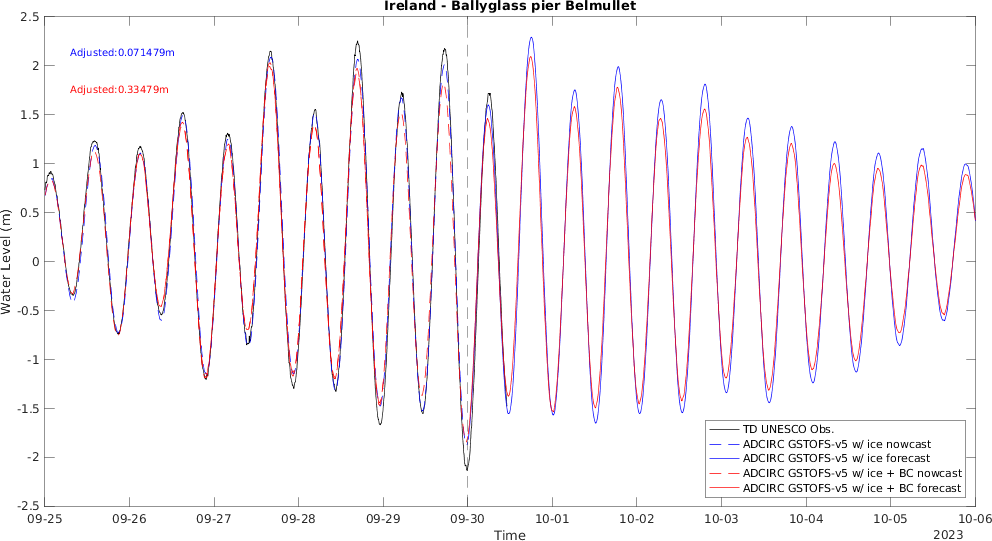 Ireland - Ballyglass pier Belmullet
Adjusted:0.071479m
Adjusted:0.33479m
Water Level (m)
2.5
2
1.5
1
0.5
0
-0.5
-1
-1.5
-2
-2.5
TD UNESCO Obs.
ADCIRC GSTOFS-v5 w/ ice nowcast
ADCIRC GSTOFS-v5 w/ ice forecast
ADCIRC GSTOFS-v5 w/ ice + BC nowcast
ADCIRC GSTOFS-v5 w/ ice + BC forecast
09-25 09-26 09-27 09-28 09-29 09-30 10-01 10-02 10-03 10-04 10-05 10-06
Time
2023